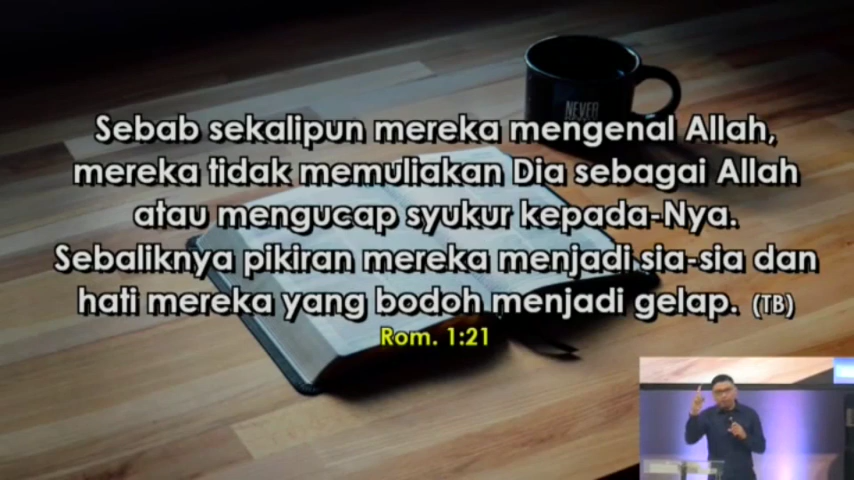 NEVER
Sebab sekalipun mereka mengenal Allah,
mereka tidak memuliakan Dia sebagai Allah
atau mengucap syukur kepada-Nya.
Sebaliknya pikiran mereka menjadi sia-sia dan
hati mereka yang bodoh menjadi gelap. (TB)
Rom. 1:21